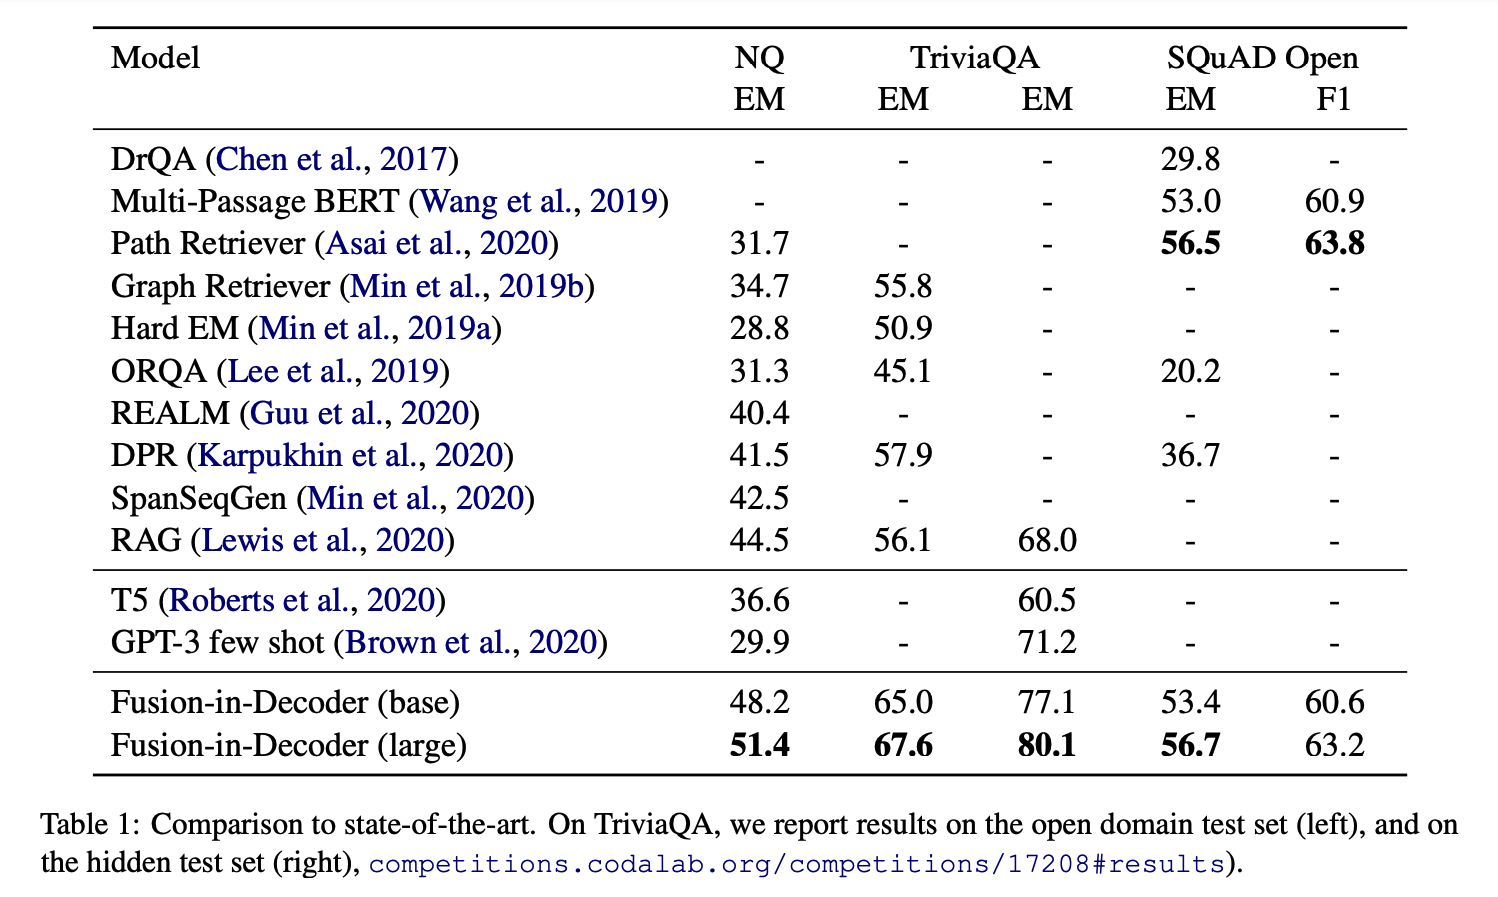 Model NQ TriviaQA SQuAD Open
EM EM EM EM F1
DrQA (Chen et al., 2017) - - - 29.8 -
Multi-Passage BERT (Wang et al., 2019) - - - 53.0 60.9
Path Retriever (Asai et al., 2020) 31.7 - - 56.5 63.8
Graph Retriever (Min et al., 2019b) 34.7 55.8 - - -
Hard EM (Min et al., 2019a) 28.8 50.9 - - -
ORQA (Lee et al., 2019) 31.3 45.1 - 20.2 -
REALM (Guu et al., 2020) 40.4 - - - -
DPR (Karpukhin et al., 2020) 41.5 57.9 - 36.7 -
SpanSeqGen (Min et al., 2020) 42.5 - - - -
RAG (Lewis et al., 2020) 44.5 56.1 68.0 - -
T5 (Roberts et al., 2020) 36.6 - 60.5 - -
GPT-3 few shot (Brown et al., 2020) 29.9 - 71.2 - -
Fusion-in-Decoder (base) 48.2 65.0 77.1 53.4 60.6
Fusion-in-Decoder (large) 51.4 67.6 80.1 56.7 63.2
Table 1: Comparison to state-of-the-art. On TriviaQA, we report results on the open domain test set (left), and on
the hidden test set (right), competitions.codalab.org/competitions/17208#results).